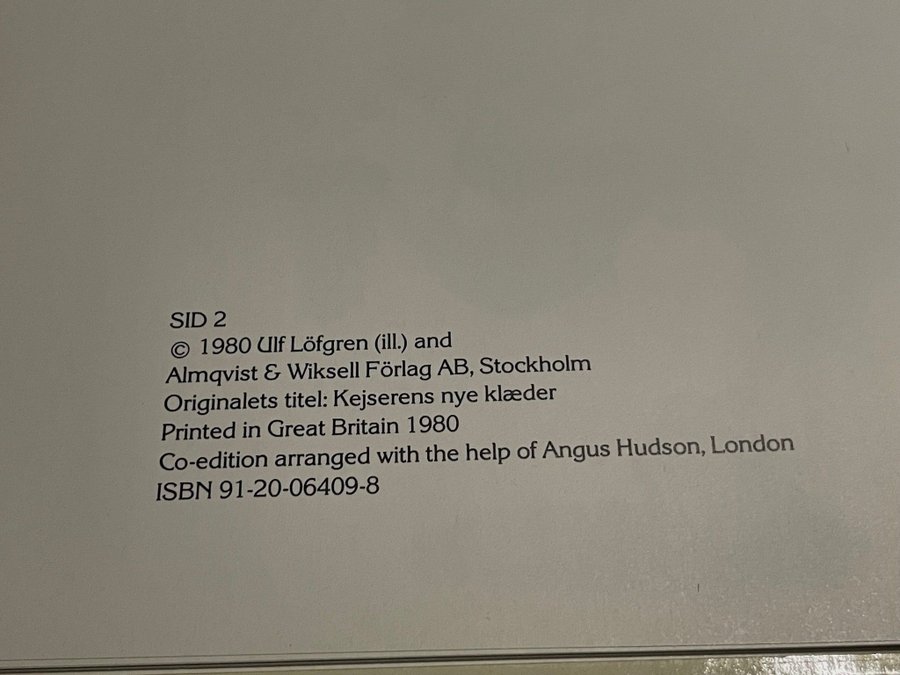 SID 2
© 1980 Ulf Löfgren (ill.) and
Almqvist & Wiksell Förlag AB, Stockholm
Originalets titel: Kejserens nye klæder
Printed in Great Britain 1980
Co-edition arranged with the help of Angus Hudson, London
ISBN 91-20-06409-8